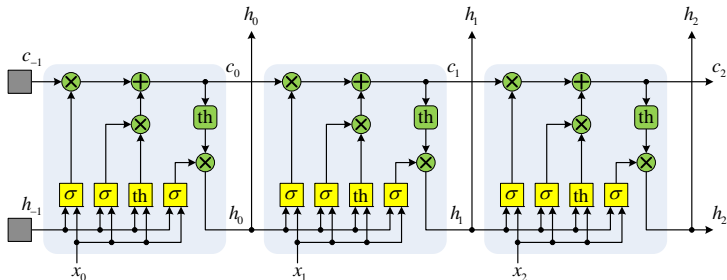 h₀ h₁ h₂
c₋₁ c₀ c₁ c₂
th th th
h₋₁ σ σ th σ h₀ σ σ th σ h₁ σ σ th σ h₂
x₀ x₁ x₂